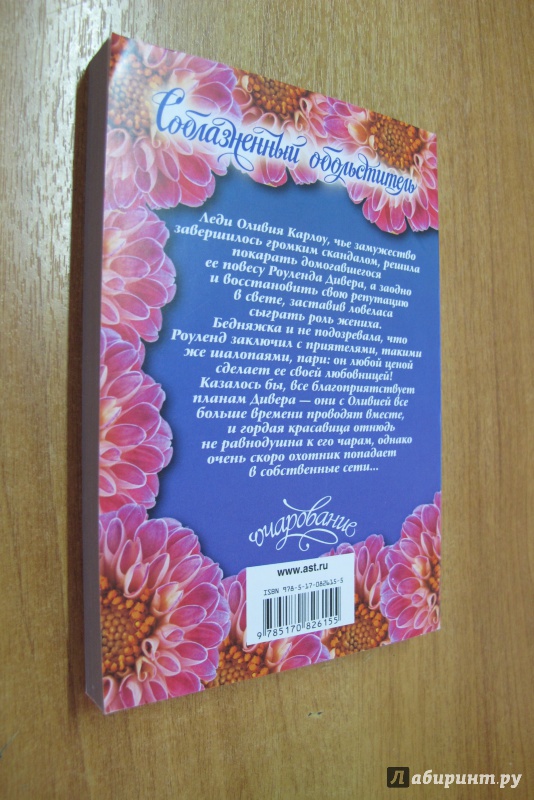 Соблазненный обольститель
Леди Оливия Карлоу, чье замужество
завершилось громким скандалом, решила
покарать домогавшегося
ее повесу Роуленда Дивера, а заодно
и восстановить свою репутацию
в свете, заставив ловеласа
сыграть роль жениха.
Бедняжка и не подозревала, что
Роуленд заключил с приятелями, такими
же шалопаями, пари: он любой ценой
сделает ее своей любовницей!
Казалось бы, все благоприятствует
планам Дивера — они с Оливией все
больше времени проводят вместе,
и гордая красавица отнюдь
не равнодушна к его чарам, однако
очень скоро охотник попадает
в собственные сети...
Очарование
www.ast.ru
ISBN 978-5-17-082615-5
9 785170 826155
Лабиринт.ру